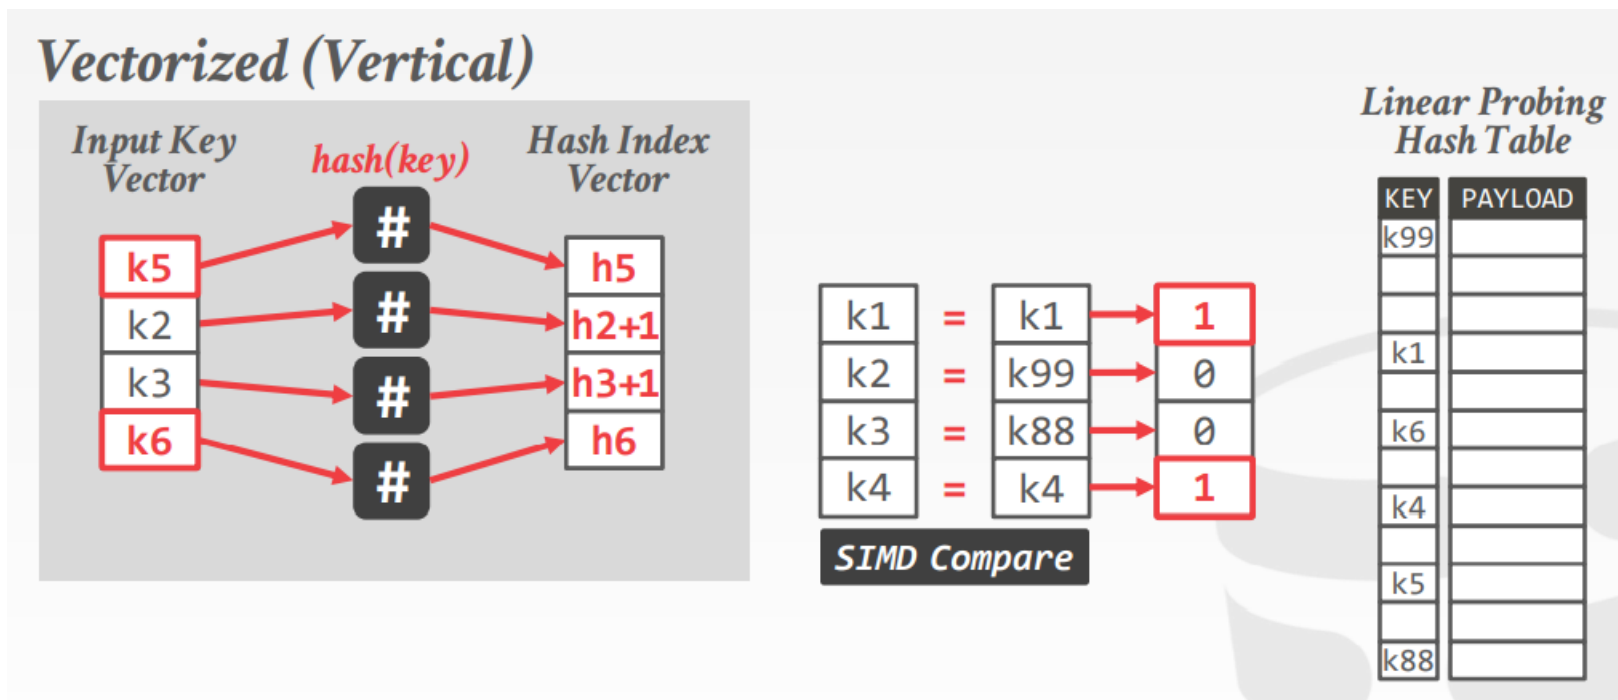 Vectorized (Vertical)
Input Key
Vector
hash(key)
Hash Index
Vector
k5
k2
k3
k6
#
#
#
#
h5
h2+1
h3+1
h6
k1 = k1 1
k2 = k99 0
k3 = k88 0
k4 = k4 1
SIMD Compare
Linear Probing
Hash Table
KEY PAYLOAD
k99
k1
k6
k4
k5
k88